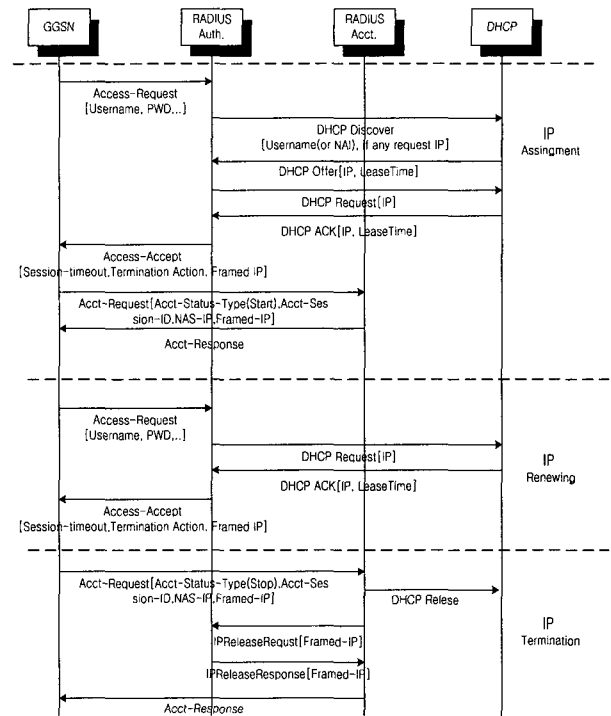 GGSN
RADIUS
Auth.
RADIUS
Acct.
DHCP
Access-Request
[Username, PWD,..]
DHCP Discover
[Username(or NAI), if any request IP]
DHCP Offer[IP, LeaseTime]
DHCP Request[IP]
DHCP ACK[IP, LeaseTime]
IP
Assingment
Access-Accept
[Session-timeout,Termination Action, Framed IP]
Acct-Request[Acct-Status-Type(Start),Acct-Ses
sion-ID,NAS-IP,Framed-IP]
Acct-Response
Access-Request
[Username, PWD,..]
DHCP Request[IP]
DHCP ACK[IP, LeaseTime]
IP
Renewing
Access-Accept
[Session-timeout,Termination Action, Framed IP]
Acct-Request[Acct-Status-Type(Stop),Acct-Ses
sion-ID,NAS-IP,Framed-IP]
DHCP Relese
IP
Termination
IPReleaseRequst[Framed-IP]
IPReleaseResponse[Framed-IP]
Acct-Response